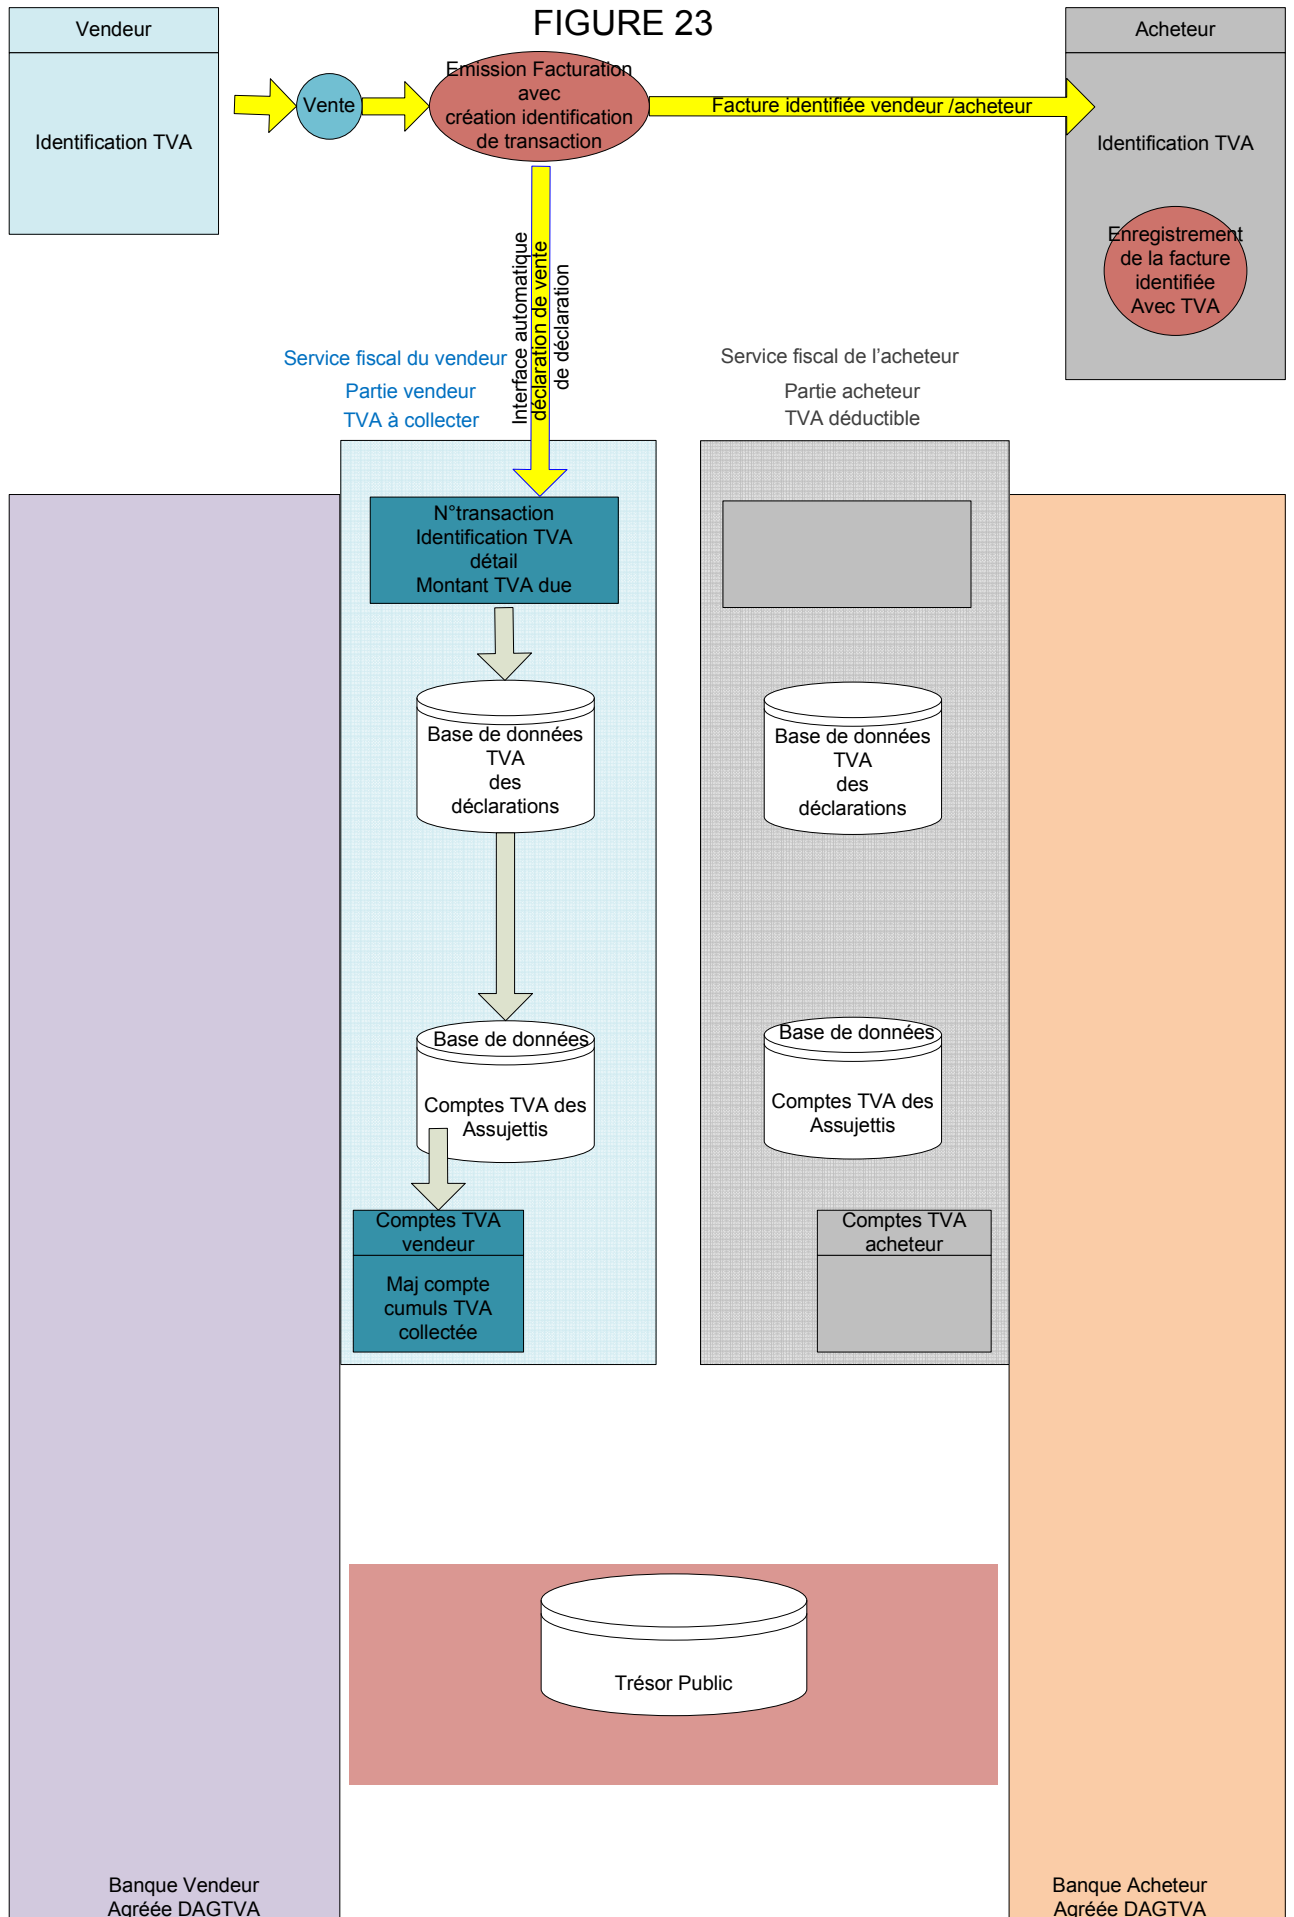 FIGURE 23
Vendeur
Identification TVA
Vente
Emission Facturation
avec
création identification
de transaction
Facture identifiée vendeur /acheteur
Acheteur
Identification TVA
Enregistrement
de la facture
identifiée
Avec TVA
Interface automatique
déclaration de vente
de déclaration
Service fiscal du vendeur
Partie vendeur
TVA à collecter
Service fiscal de l’acheteur
Partie acheteur
TVA déductible
N°transaction
Identification TVA
détail
Montant TVA due
Base de données
TVA
des
déclarations
Base de données
TVA
des
déclarations
Base de données
Comptes TVA des
Assujettis
Base de données
Comptes TVA des
Assujettis
Comptes TVA
vendeur
Maj compte
cumuls TVA
collectée
Comptes TVA
acheteur
Trésor Public
Banque Vendeur
Agréée DAGTVA
Banque Acheteur
Agréée DAGTVA